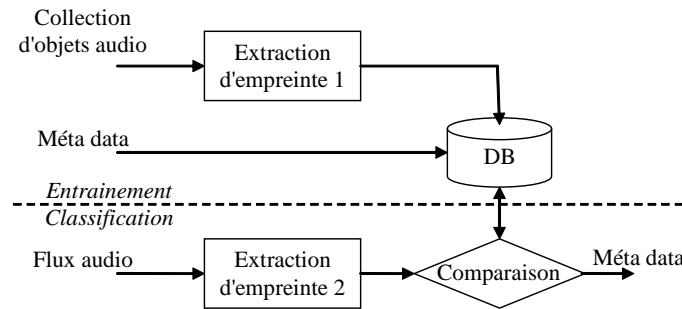 Collection
d'objets audio
Extraction
d'empreinte 1
Méta data
DB
Entrainement
Classification
Flux audio
Extraction
d'empreinte 2
Comparaison
Méta data